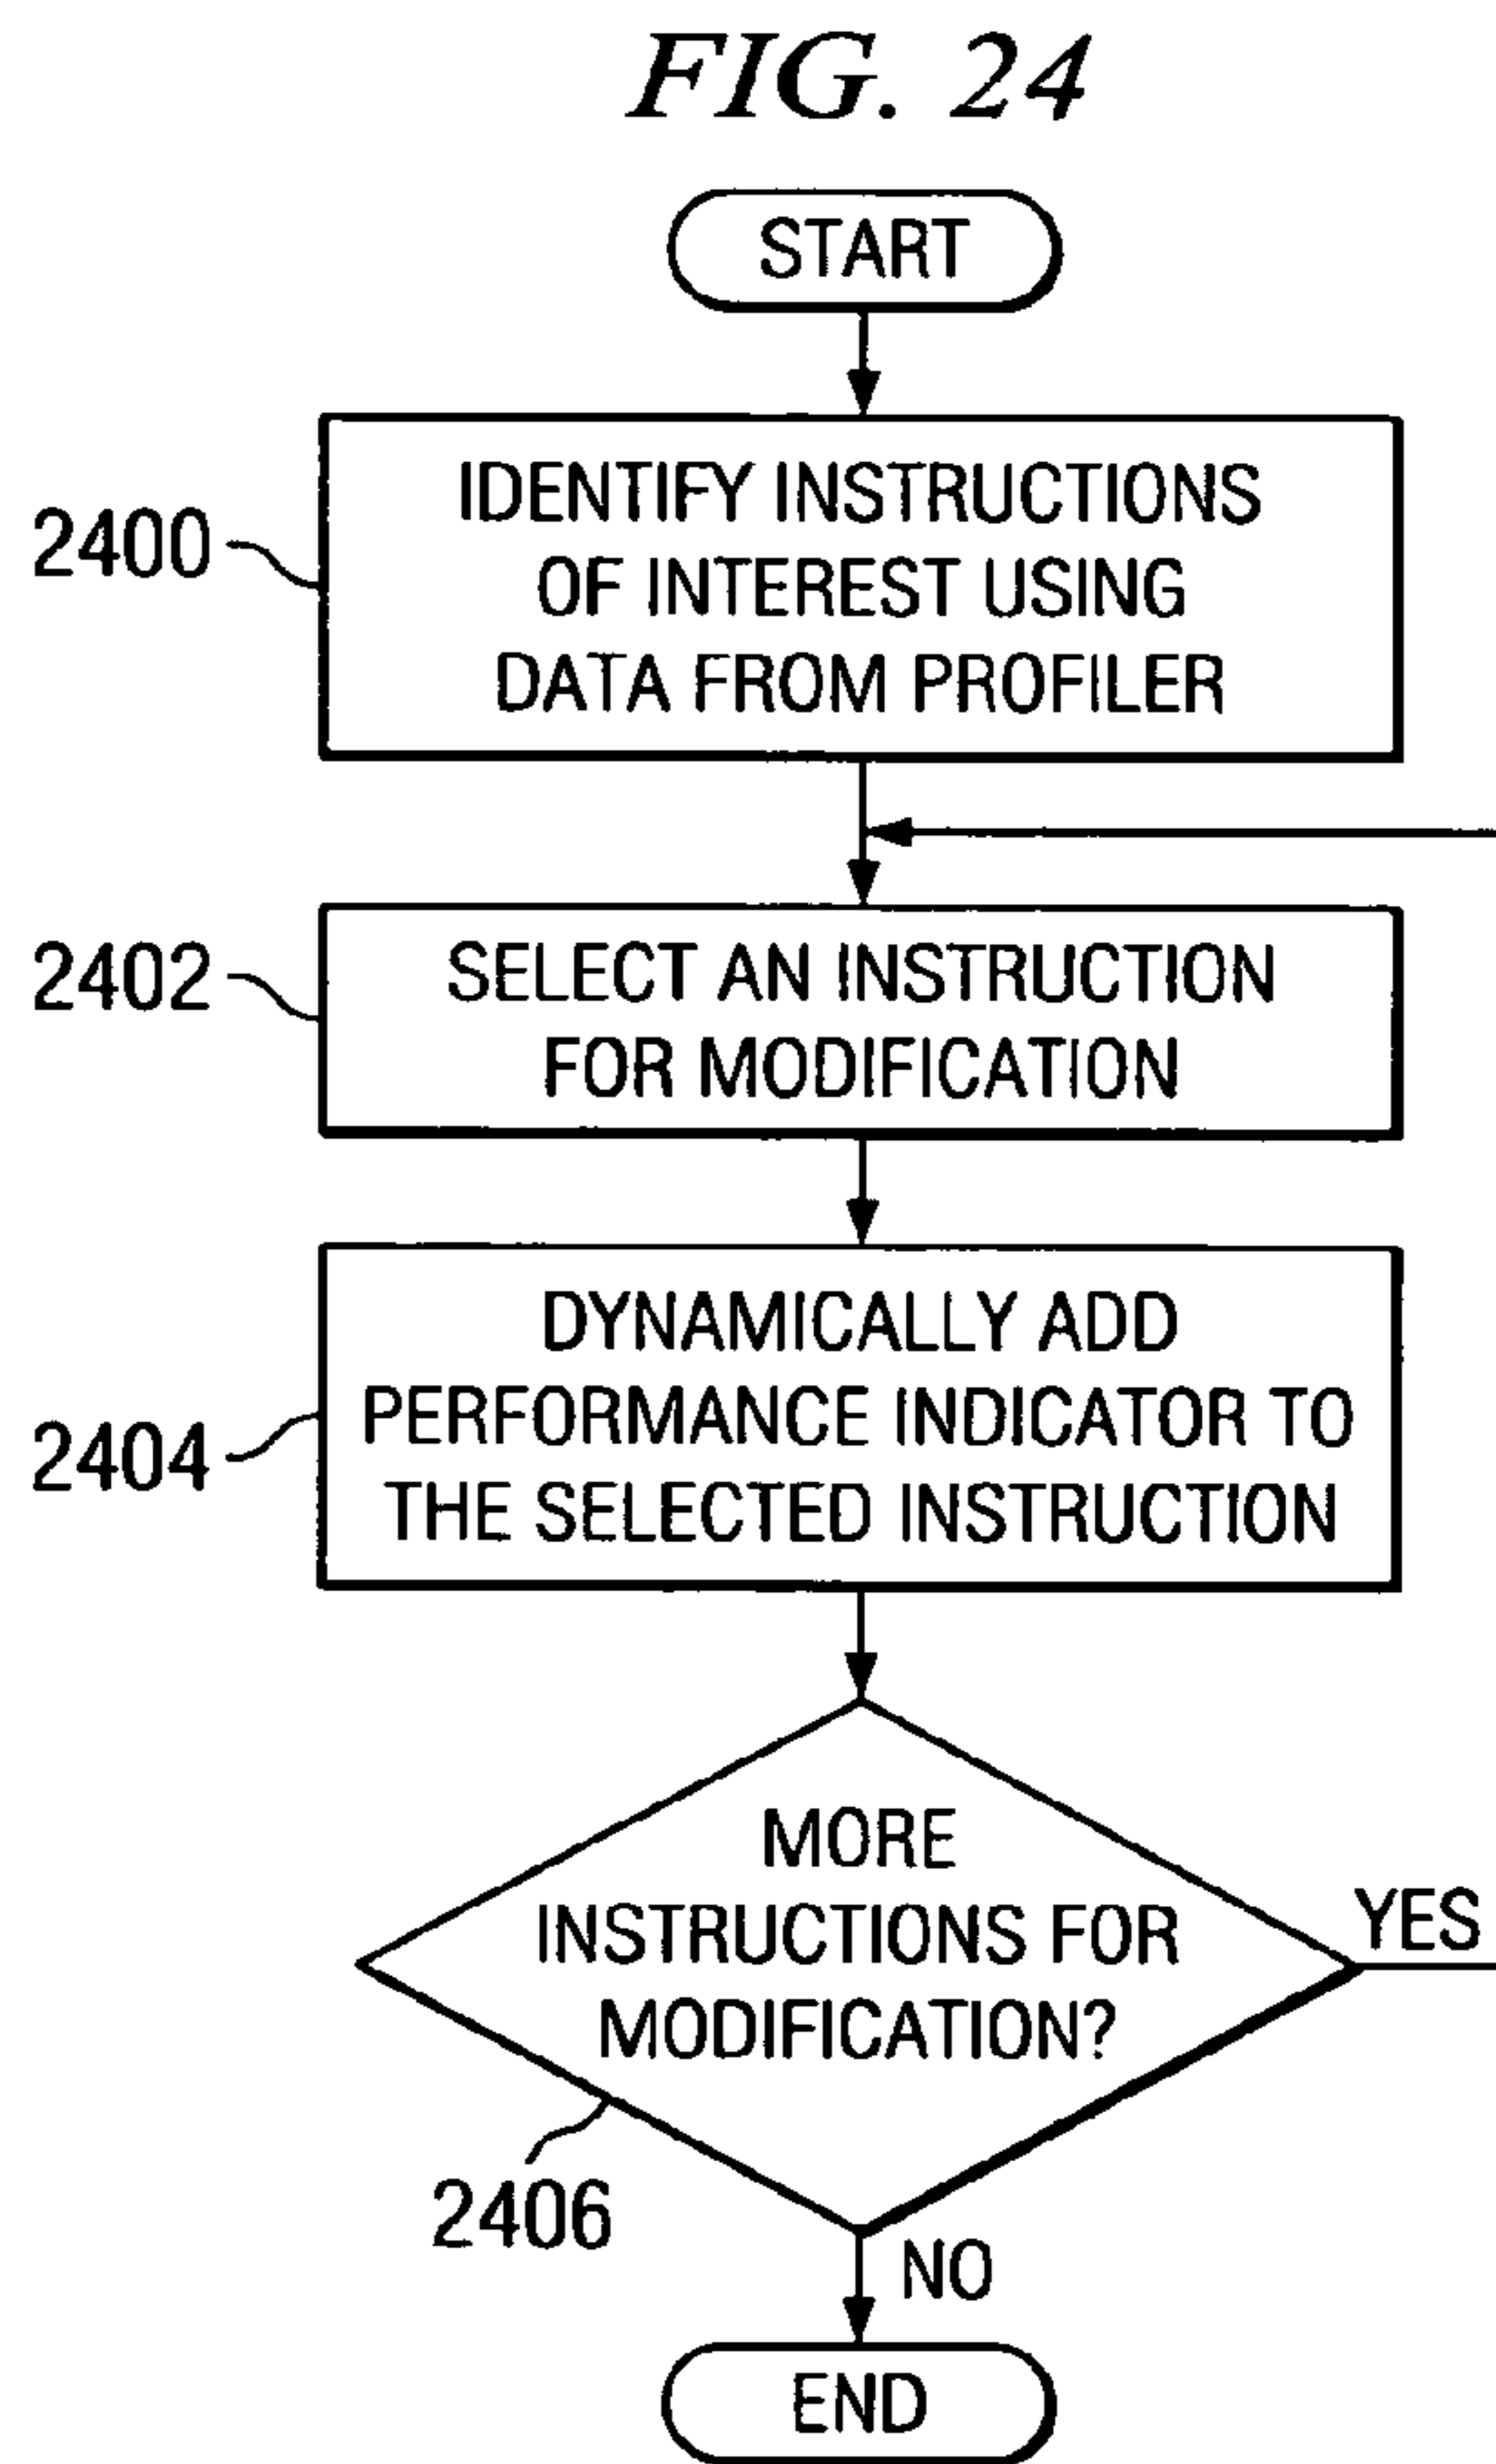 FIG. 24
START
2400
IDENTIFY INSTRUCTIONS
OF INTEREST USING
DATA FROM PROFILER
2402
SELECT AN INSTRUCTION
FOR MODIFICATION
2404
DYNAMICALLY ADD
PERFORMANCE INDICATOR TO
THE SELECTED INSTRUCTION
MORE
INSTRUCTIONS FOR
MODIFICATION?
YES
2406
NO
END